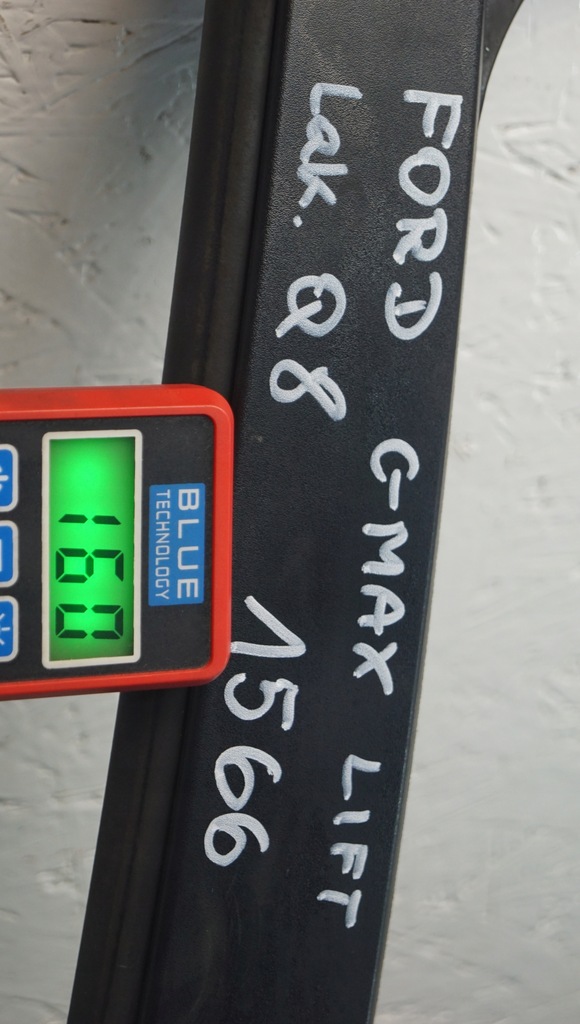 FORD C-MAX LIFT
Lak. Q8 1566
BLUE
TECHNOLOGY
160